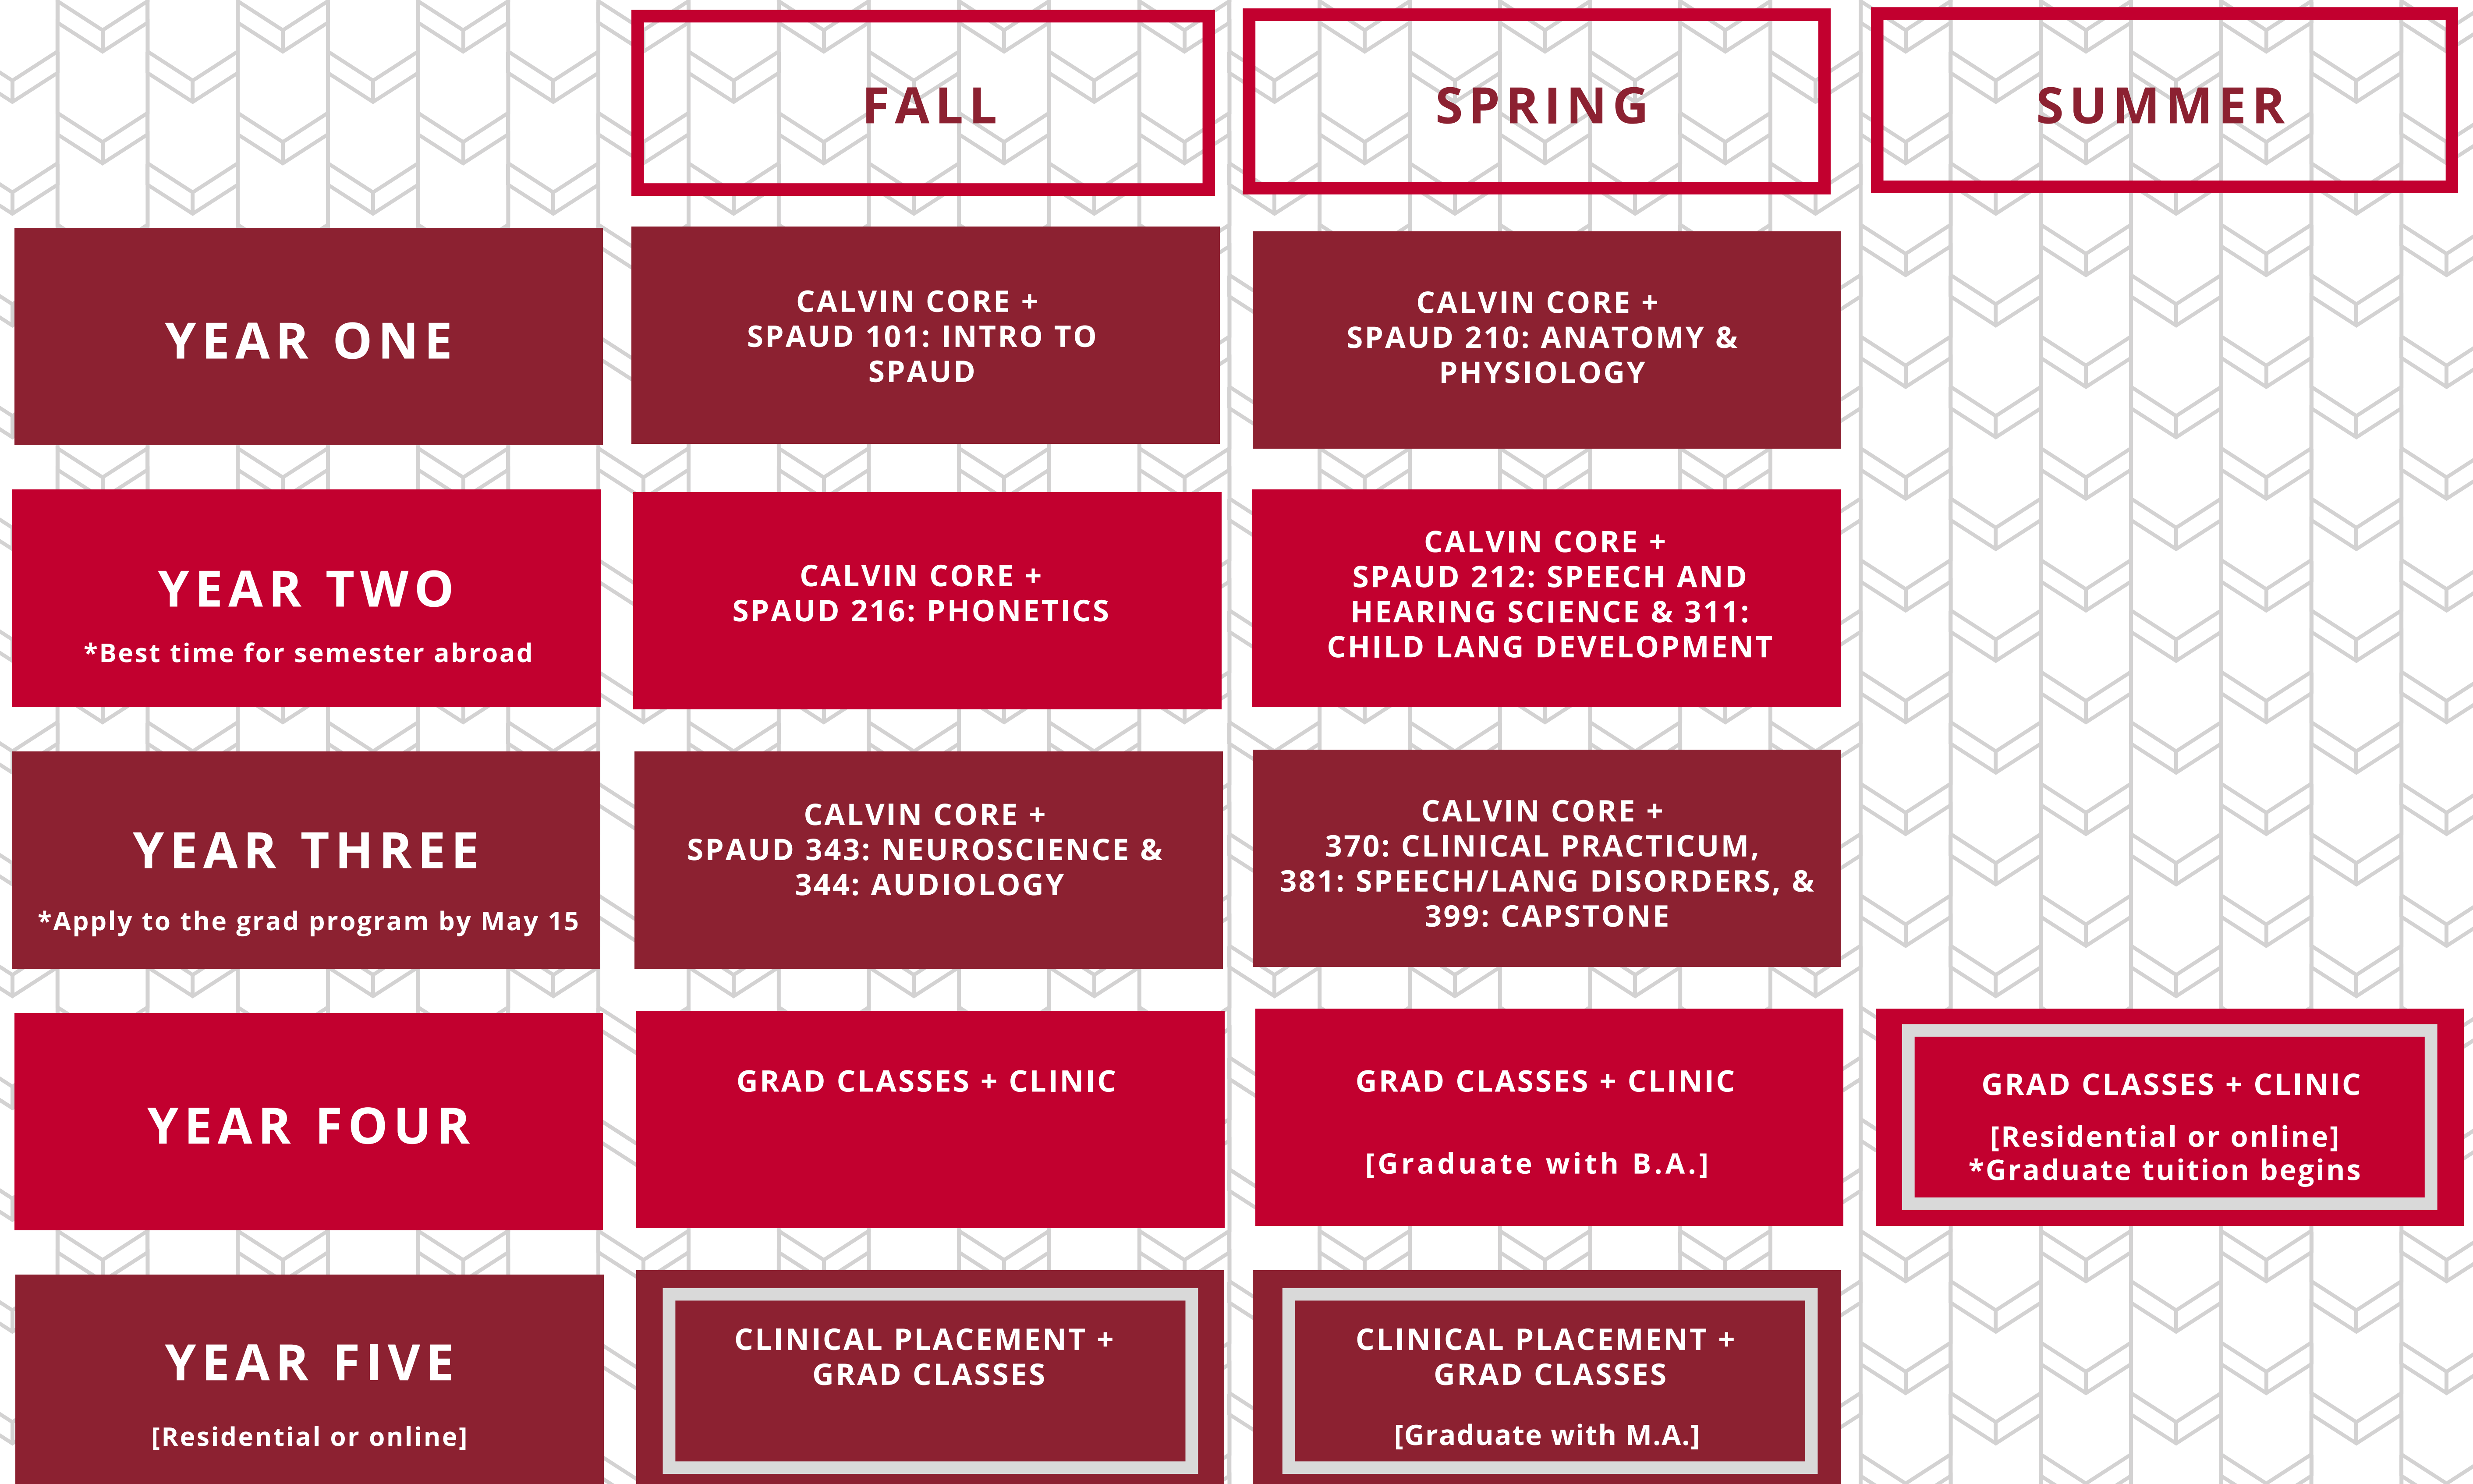 FALL
SPRING
SUMMER
YEAR ONE
CALVIN CORE +
SPAUD 101: INTRO TO
SPAUD
CALVIN CORE +
SPAUD 210: ANATOMY &
PHYSIOLOGY
YEAR TWO
*Best time for semester abroad
CALVIN CORE +
SPAUD 216: PHONETICS
CALVIN CORE +
SPAUD 212: SPEECH AND
HEARING SCIENCE & 311:
CHILD LANG DEVELOPMENT
YEAR THREE
*Apply to the grad program by May 15
CALVIN CORE +
SPAUD 343: NEUROSCIENCE &
344: AUDIOLOGY
CALVIN CORE +
370: CLINICAL PRACTICUM,
381: SPEECH/LANG DISORDERS, &
399: CAPSTONE
YEAR FOUR
GRAD CLASSES + CLINIC
GRAD CLASSES + CLINIC
[Graduate with B.A.]
GRAD CLASSES + CLINIC
[Residential or online]
*Graduate tuition begins
YEAR FIVE
[Residential or online]
CLINICAL PLACEMENT +
GRAD CLASSES
CLINICAL PLACEMENT +
GRAD CLASSES
[Graduate with M.A.]